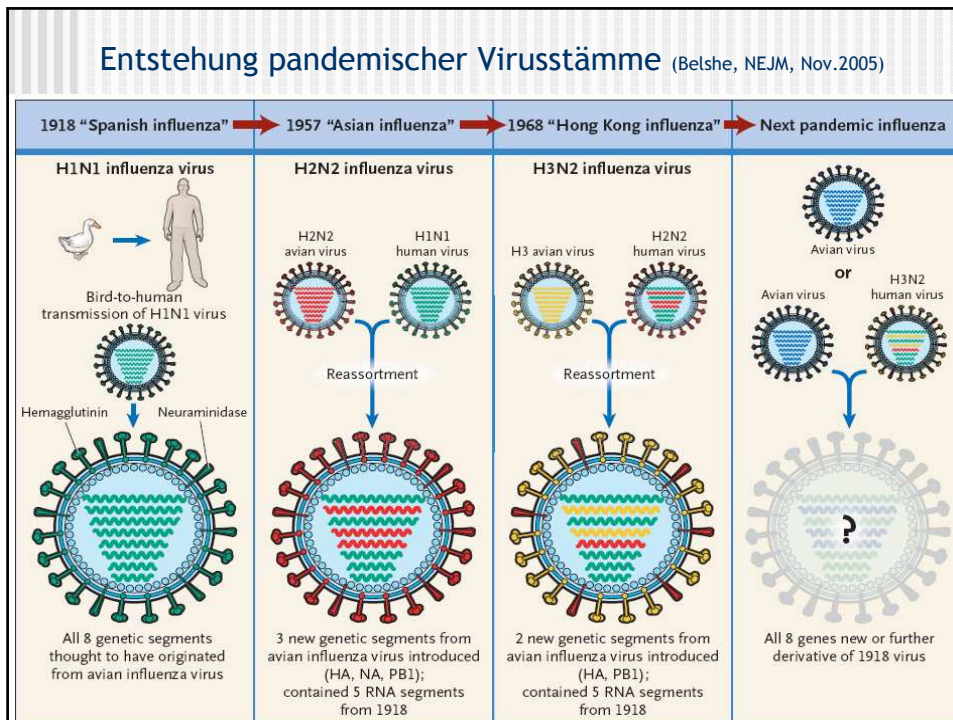 Entstehung pandemischer Virusstämme (Belshe, NEJM, Nov.2005)
1918 “Spanish influenza”
1957 “Asian influenza”
1968 “Hong Kong influenza”
Next pandemic influenza
H1N1 influenza virus
Bird-to-human
transmission of H1N1 virus
Hemagglutinin
Neuraminidase
All 8 genetic segments
thought to have originated
from avian influenza virus
H2N2 influenza virus
H2N2
avian virus
H1N1
human virus
Reassortment
3 new genetic segments from
avian influenza virus introduced
(HA, NA, PB1);
contained 5 RNA segments
from 1918
H3N2 influenza virus
H3 avian virus
H2N2
human virus
Reassortment
2 new genetic segments from
avian influenza virus introduced
(HA, PB1);
contained 5 RNA segments
from 1918
Avian virus
or
Avian virus
H3N2
human virus
?
All 8 genes new or further
derivative of 1918 virus